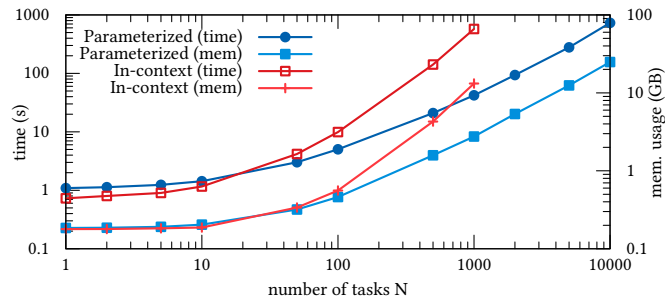 1000
100
10
1
0.1
time (s)
Parameterized (time)
Parameterized (mem)
In-context (time)
In-context (mem)
100
10
1
0.1
mem. usage (GB)
1 10 100 1000 10000
number of tasks N